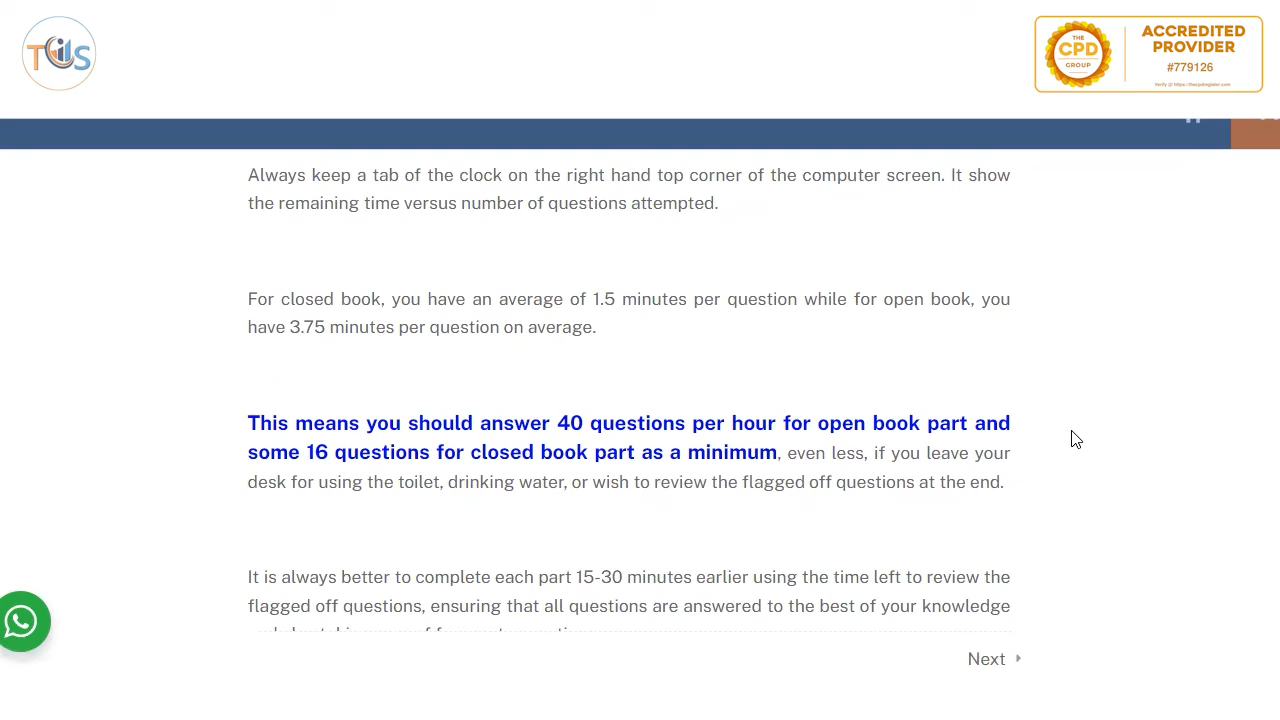 TCILS
THE
CPD
GROUP
ACCREDITED
PROVIDER
#779126
Always keep a tab of the clock on the right hand top corner of the computer screen. It show
the remaining time versus number of questions attempted.
For closed book, you have an average of 1.5 minutes per question while for open book, you
have 3.75 minutes per question on average.
This means you should answer 40 questions per hour for open book part and
some 16 questions for closed book part as a minimum, even less, if you leave your
desk for using the toilet, drinking water, or wish to review the flagged off questions at the end.
It is always better to complete each part 15-30 minutes earlier using the time left to review the
flagged off questions, ensuring that all questions are answered to the best of your knowledge
Next